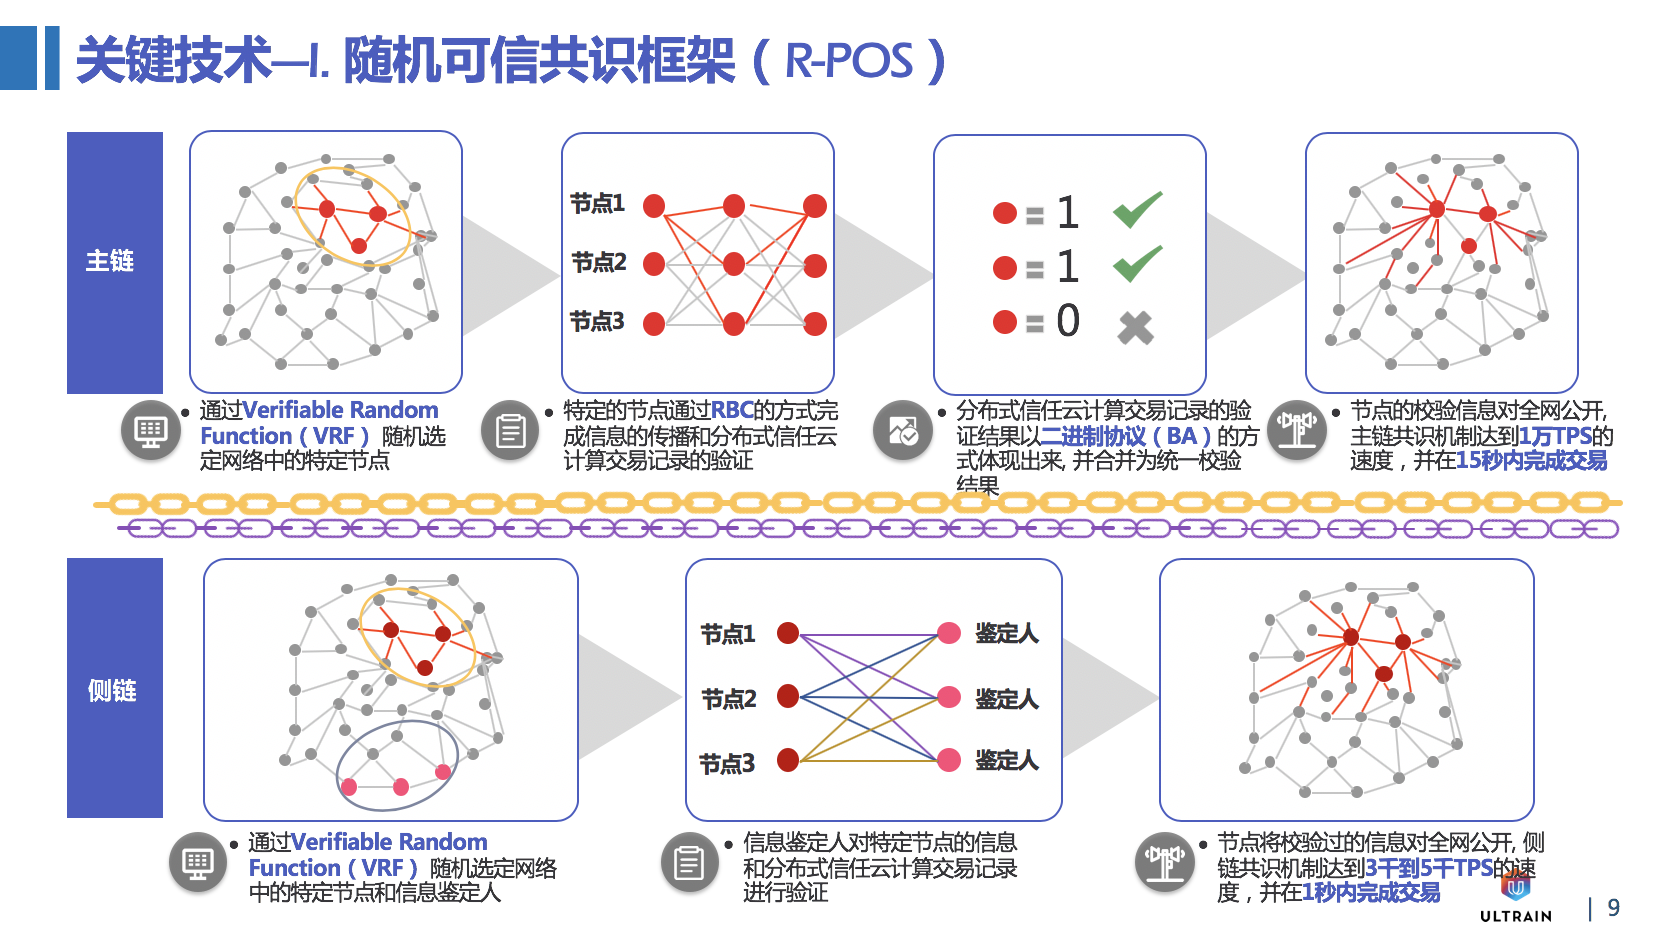 关键技术—I. 随机可信共识框架（R-POS）
主链
节点1
节点2
节点3
= 1
= 1
= 0
• 通过Verifiable Random
Function（VRF） 随机选
定网络中的特定节点
• 特定的节点通过RBC的方式完
成信息的传播和分布式信任云
计算交易记录的验证
• 分布式信任云计算交易记录的验
证结果以二进制协议（BA）的方
式体现出来, 并合并为统一校验
结果
• 节点的校验信息对全网公开,
主链共识机制达到1万TPS的
速度，并在15秒内完成交易
侧链
节点1
节点2
节点3
鉴定人
鉴定人
鉴定人
• 通过Verifiable Random
Function（VRF） 随机选定网络
中的特定节点和信息鉴定人
• 信息鉴定人对特定节点的信息
和分布式信任云计算交易记录
进行验证
• 节点将校验过的信息对全网公开, 侧
链共识机制达到3千到5千TPS的速
度，并在1秒内完成交易
ULTRAIN
| 9